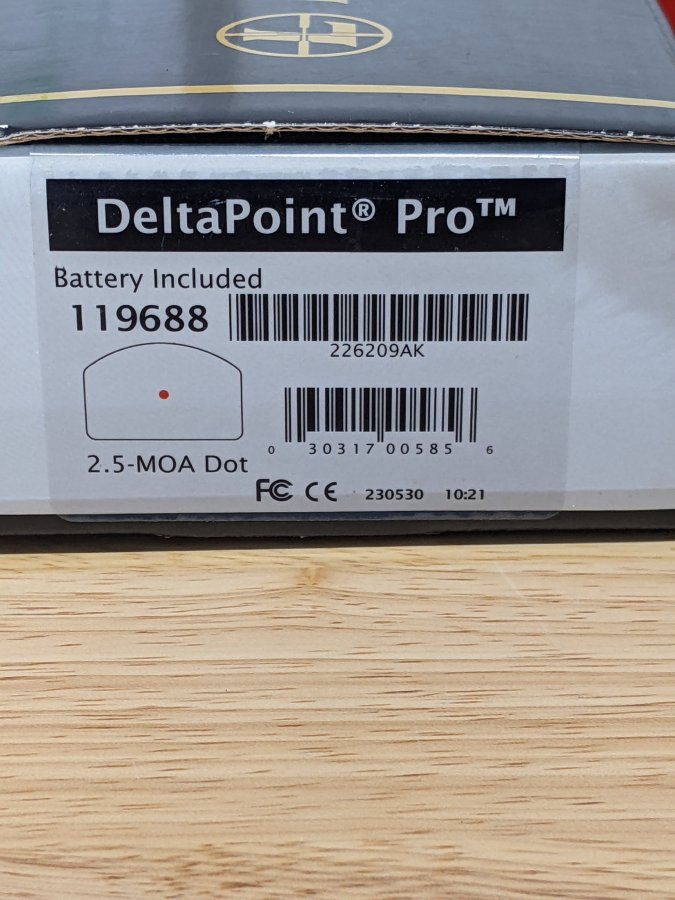 DeltaPoint® Pro™
Battery Included
119688
226209AK
0 30317 00585 6
2.5-MOA Dot
FC CE 230530 10:21